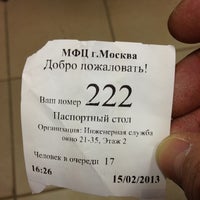 МФЦ г.Москва
Добро пожаловать!
Ваш номер 222
Паспортный стол
Организация: Инженерная служба
окно 21-35, Этаж 2
Человек в очереди 17
16:26 15/02/2013